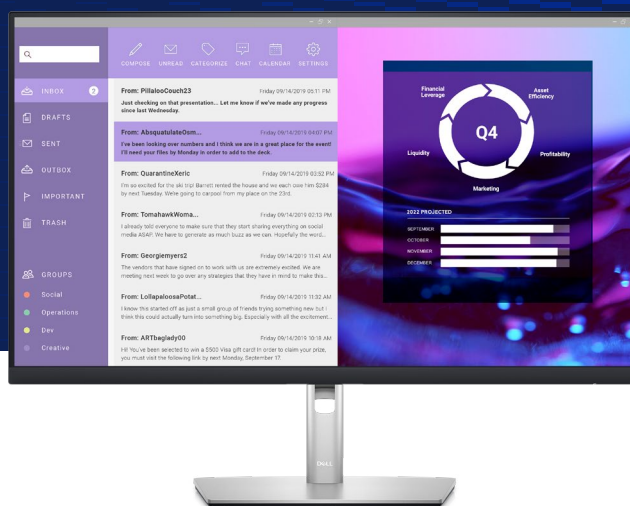 COMPOSE UNREAD CATEGORIZE CHAT CALENDAR SETTINGS
INBOX
DRAFTS
SENT
OUTBOX
IMPORTANT
TRASH
GROUPS
Social
Operations
Dev
Creative
From: PillalooCouch23 Friday 09/14/2019 05:11 PM
Just checking on that presentation... Let me know if we've made any progress
since last Wednesday.
From: AbsquatulateOsm... Friday 09/14/2019 04:07 PM
I've been looking over numbers and I think we are in a great place for the event!
I'll need your files by Monday in order to add to the deck.
From: QuarantineXeric Friday 09/14/2019 03:52 PM
I'm so excited for the ski trip! Barrett rented the house and we each owe him $284
by next Tuesday. We're going to carpool from my place on the 23rd.
From: TomahawkWoma... Friday 09/14/2019 02:13 PM
I already told everyone to make sure that they start sharing everything on social
media ASAP. We have to generate as much buzz as we can. Hopefully the word...
From: Georgiemyers2 Friday 09/14/2019 11:41 AM
The vendors that have signed on to work with us are extremely excited. We are
meeting next week to go over any strategies that they have in mind to make this...
From: LollapaloosaPotat... Friday 09/14/2019 11:32 AM
I know this started off as just a small group of friends trying something new but I
think this could actually turn into something big. Especially with all the excitement...
From: ARTbaglady00 Friday 09/14/2019 10:18 AM
Hi! You've been selected to win a $500 Visa gift card! In order to claim your prize,
you must visit the following link by next Monday, September 17.
Financial
Leverage
Asset
Efficiency
Q4
Liquidity
Profitability
Marketing
2022 PROJECTED
SEPTEMBER
OCTOBER
NOVEMBER
DECEMBER
DELL